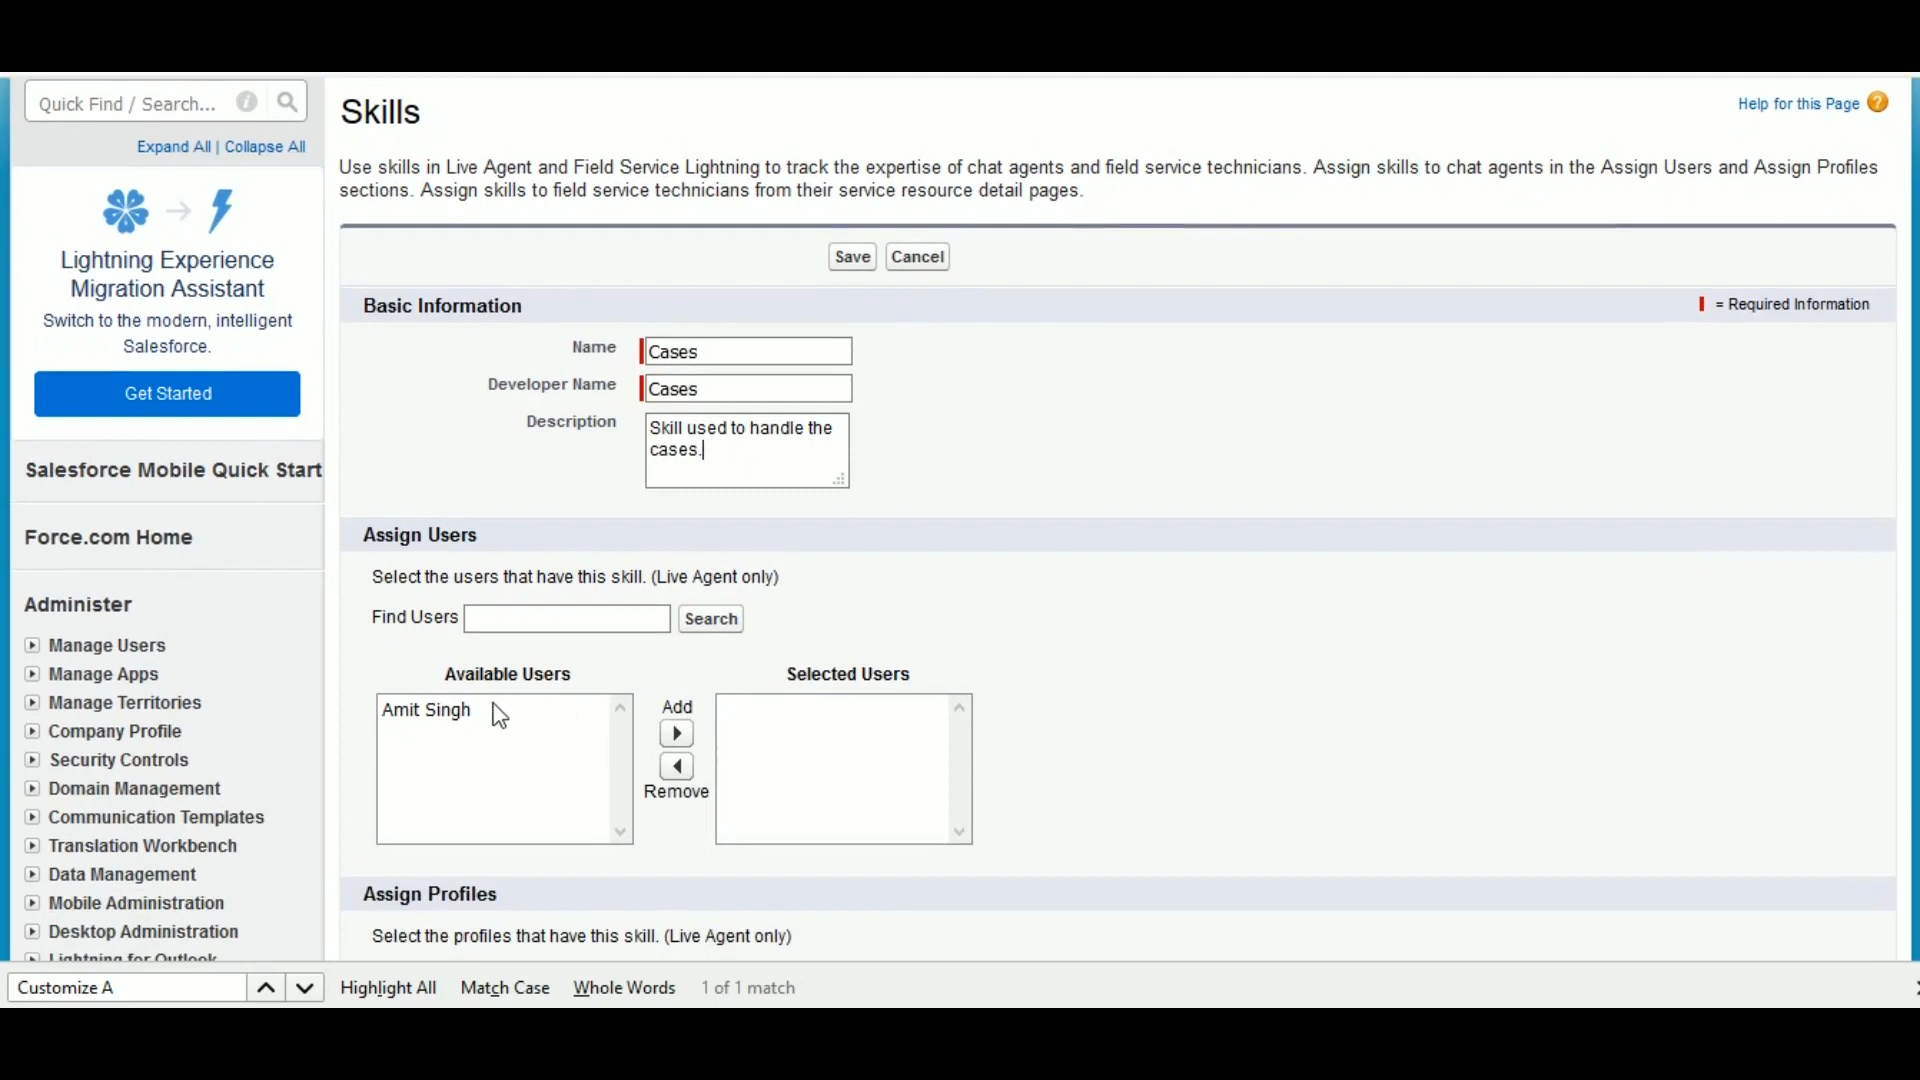 Quick Find / Search...
Expand All | Collapse All
Lightning Experience
Migration Assistant
Switch to the modern, intelligent
Salesforce.
Get Started
Salesforce Mobile Quick Start
Force.com Home
Administer
Manage Users
Manage Apps
Manage Territories
Company Profile
Security Controls
Domain Management
Communication Templates
Translation Workbench
Data Management
Mobile Administration
Desktop Administration
Lightning for Outlook
Skills
Help for this Page ?
Use skills in Live Agent and Field Service Lightning to track the expertise of chat agents and field service technicians. Assign skills to chat agents in the Assign Users and Assign Profiles
sections. Assign skills to field service technicians from their service resource detail pages.
Save Cancel
Basic Information
= Required Information
Name Cases
Developer Name Cases
Description Skill used to handle the
cases.
Assign Users
Select the users that have this skill. (Live Agent only)
Find Users Search
Available Users Selected Users
Amit Singh
Add
Remove
Assign Profiles
Select the profiles that have this skill. (Live Agent only)
Customize A Highlight All Match Case Whole Words 1 of 1 match